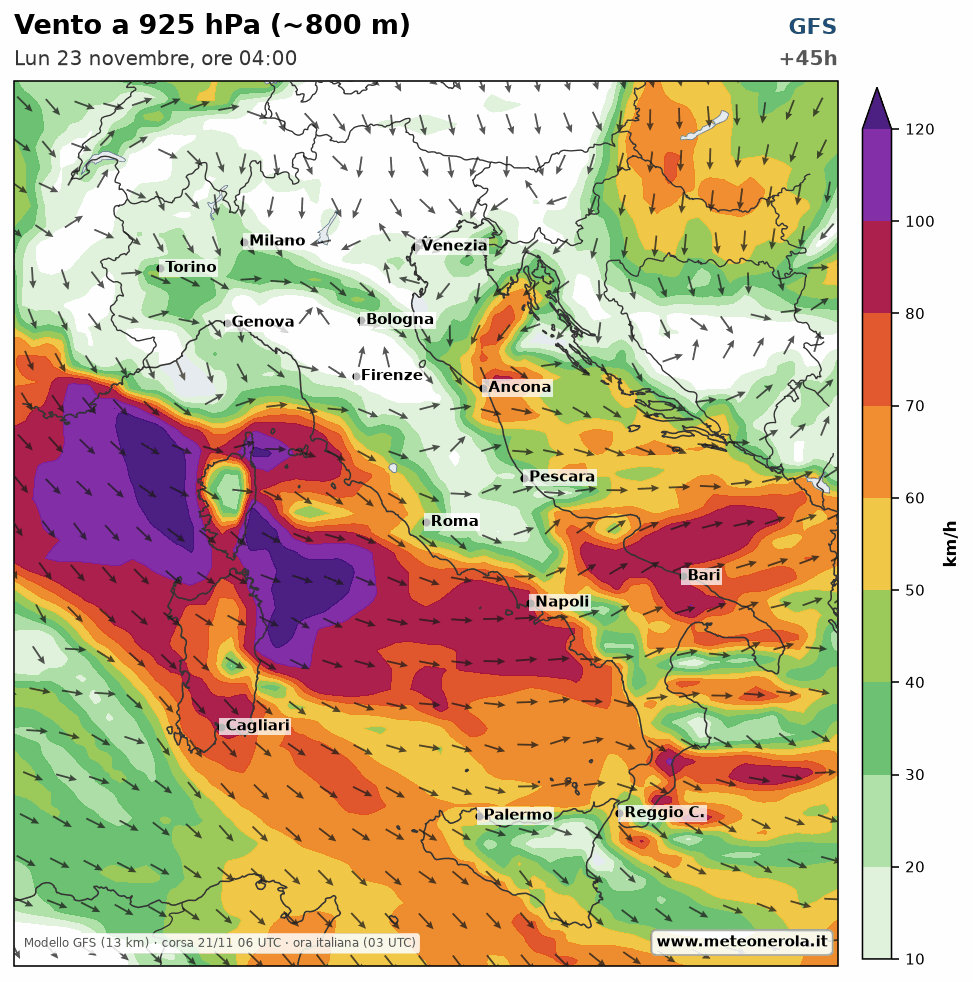 Vento a 925 hPa (~800 m)
GFS
Lun 23 novembre, ore 04:00
+45h
Milano
Venezia
Torino
Genova
Bologna
Firenze
Ancona
Pescara
Roma
Bari
Napoli
Cagliari
Palermo
Reggio C.
120
100
80
70
60
50
40
30
20
10
km/h
Modello GFS (13 km) · corsa 21/11 06 UTC · ora italiana (03 UTC)
www.meteonerola.it